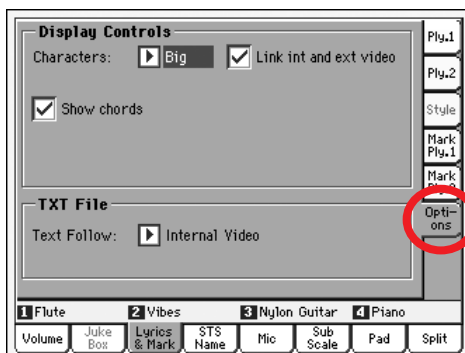 Display Controls
Characters: Big Link int and ext video
Show chords
TXT File
Text Follow: Internal Video
Ply.1
Ply.2
Style
Mark
Ply.1
Mark
Opti-
ons
1 Flute 2 Vibes 3 Nylon Guitar 4 Piano
Volume
Juke
Box
Lyrics
& Mark
STS
Name
Mic
Sub
Scale
Pad
Split